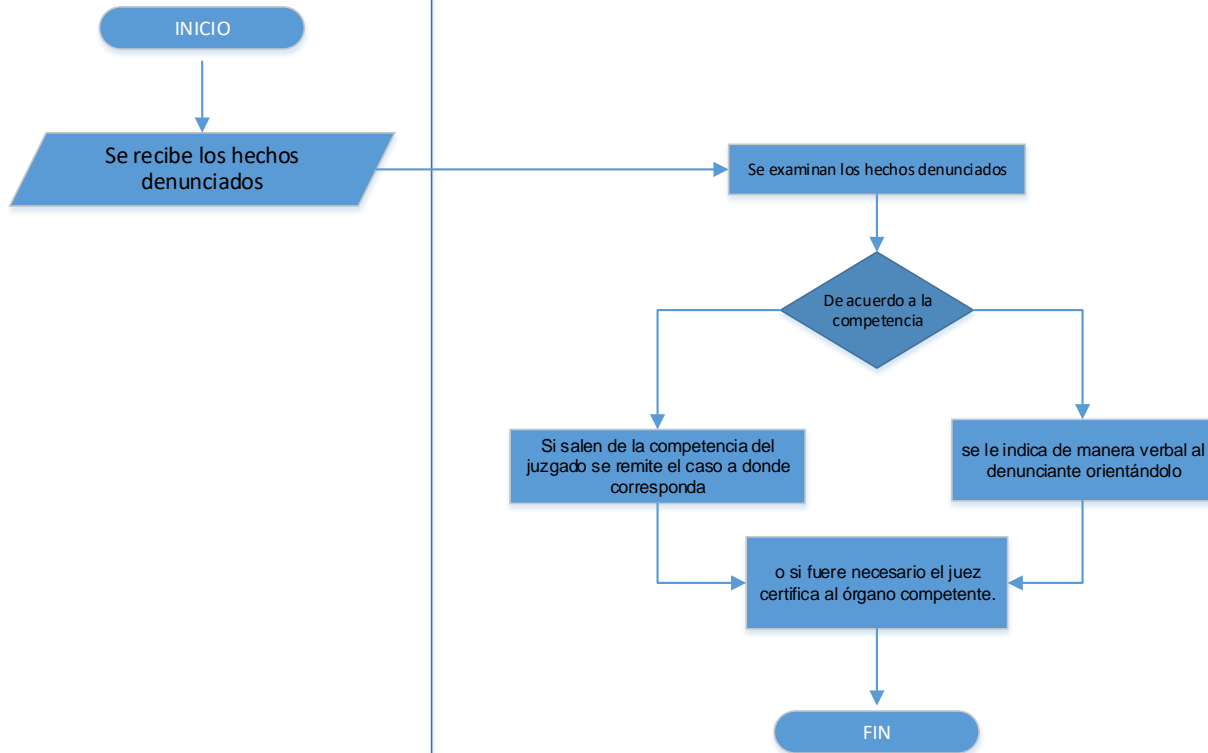 INICIO
Se recibe los hechos
denunciados
Se examinan los hechos denunciados
De acuerdo a la
competencia
Si salen de la competencia del
juzgado se remite el caso a donde
corresponda
se le indica de manera verbal al
denunciante orientándolo
o si fuere necesario el juez
certifica al órgano competente.
FIN